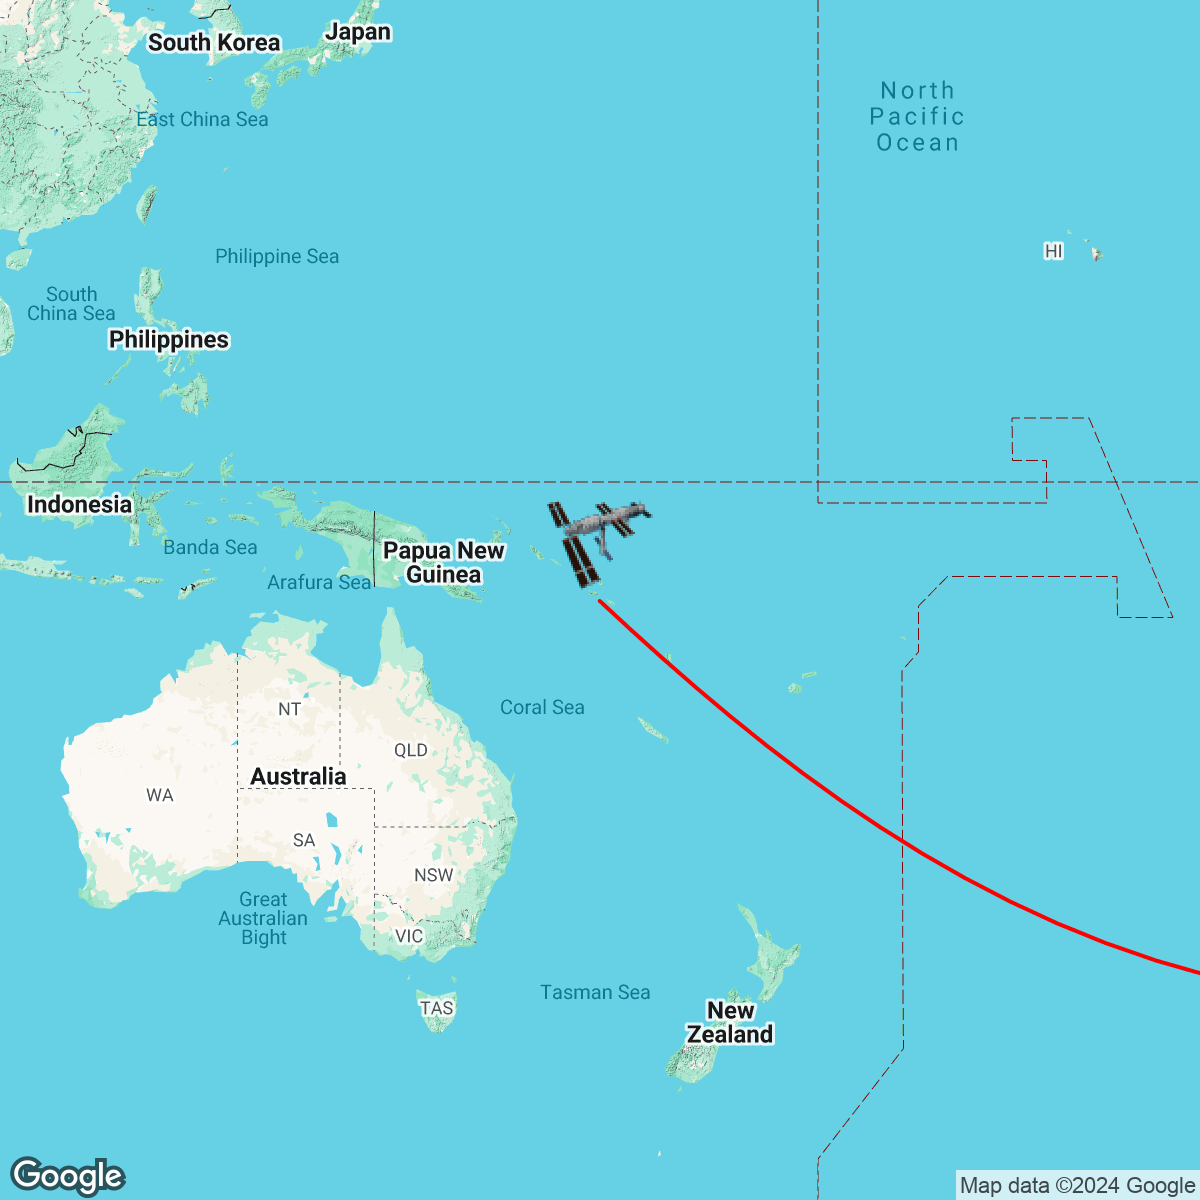 Japan
South Korea
North
Pacific
Ocean
East China Sea
HI
Philippine Sea
South
China Sea
Philippines
Indonesia
Banda Sea
Papua New
Guinea
Arafura Sea
Coral Sea
NT
QLD
Australia
WA
SA
NSW
Great
Australian
Bight
VIC
Tasman Sea
TAS
New
Zealand
Google
Map data ©2024 Google